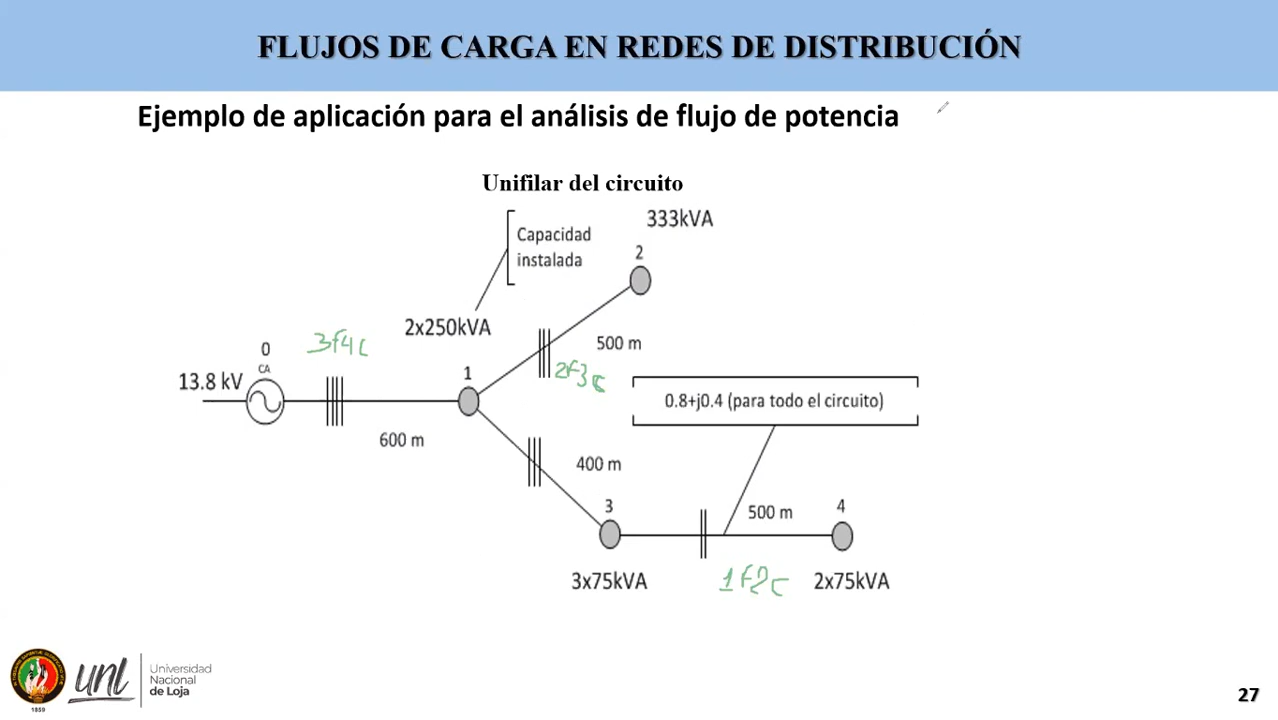 FLUJOS DE CARGA EN REDES DE DISTRIBUCIÓN
Ejemplo de aplicación para el análisis de flujo de potencia
Unifilar del circuito
333kVA
Capacidad
instalada
2
2x250kVA
3f4c
500 m
0
CA
13.8 kV
1
2f3c
0.8+j0.4 (para todo el circuito)
600 m
400 m
3
500 m
4
3x75kVA
1f2c
2x75kVA
1859
unl
Universidad
Nacional
de Loja
27